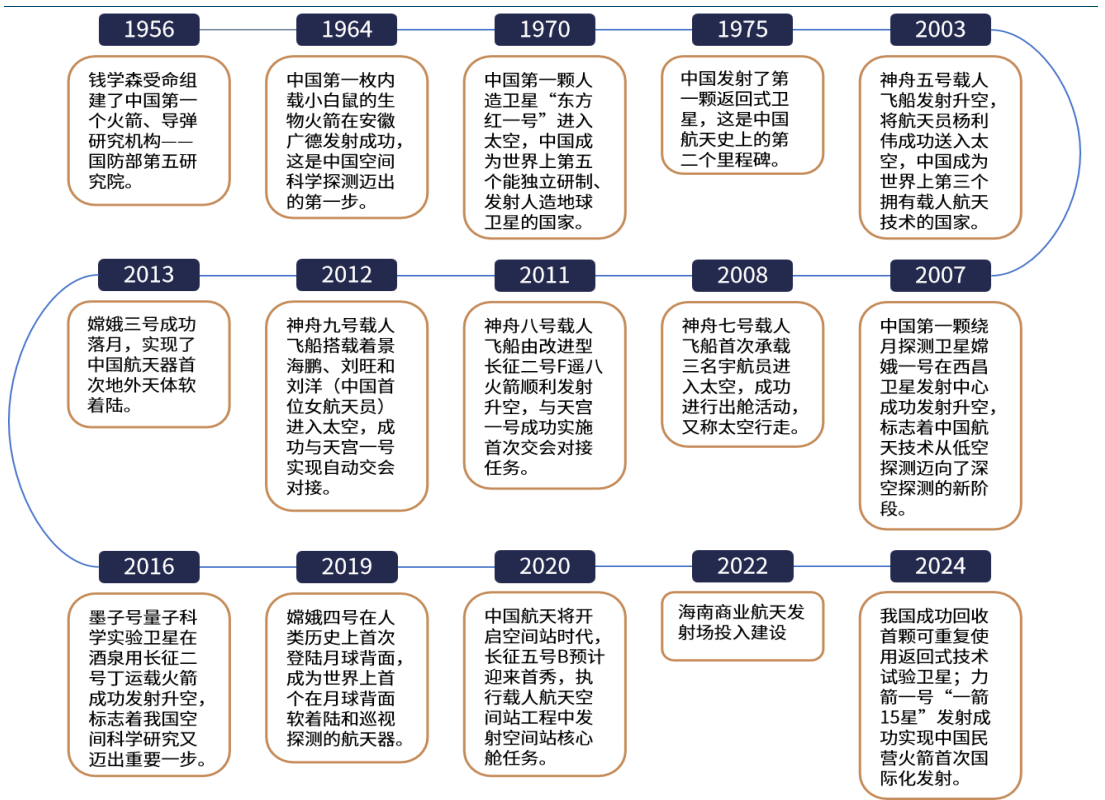 1956
钱学森受命组
建了中国第一
个火箭、导弹
研究机构——
国防部第五研
究院。
1964
中国第一枚内
载小白鼠的生
物火箭在安徽
广德发射成功，
这是中国空间
科学探测迈出
的第一步。
1970
中国第一颗人
造卫星“东方
红一号”进入
太空，中国成
为世界上第五
个能独立研制、
发射人造地球
卫星的国家。
1975
中国发射了第
一颗返回式卫
星，这是中国
航天史上的第
二个里程碑。
2003
神舟五号载人
飞船发射升空，
将航天员杨利
伟成功送入太
空，中国成为
世界上第三个
拥有载人航天
技术的国家。
2007
中国第一颗绕
月探测卫星嫦
娥一号在西昌
卫星发射中心
成功发射升空，
标志着中国航
天技术从低空
探测迈向了深
空探测的新阶
段。
2008
神舟七号载人
飞船首次承载
三名宇航员进
入太空，成功
进行出舱活动，
又称太空行走。
2011
神舟八号载人
飞船由改进型
长征二号F遥八
火箭顺利发射
升空，与天宫
一号成功实施
首次交会对接
任务。
2012
神舟九号载人
飞船搭载着景
海鹏、刘旺和
刘洋（中国首
位女航天员）
进入太空，成
功与天宫一号
实现自动交会
对接。
2013
嫦娥三号成功
落月，实现了
中国航天器首
次地外天体软
着陆。
2016
墨子号量子科
学实验卫星在
酒泉用长征二
号丁运载火箭
成功发射升空，
标志着我国空
间科学研究又
迈出重要一步。
2019
嫦娥四号在人
类历史上首次
登陆月球背面，
成为世界上首
个在月球背面
软着陆和巡视
探测的航天器。
2020
中国航天将开
启空间站时代，
长征五号B预计
迎来首秀，执
行载人航天空
间站工程中发
射空间站核心
舱任务。
2022
海南商业航天发
射场投入建设
2024
我国成功回收
首颗可重复使
用返回式技术
试验卫星；力
箭一号“一箭
15星”发射成
功实现中国民
营火箭首次国
际化发射。